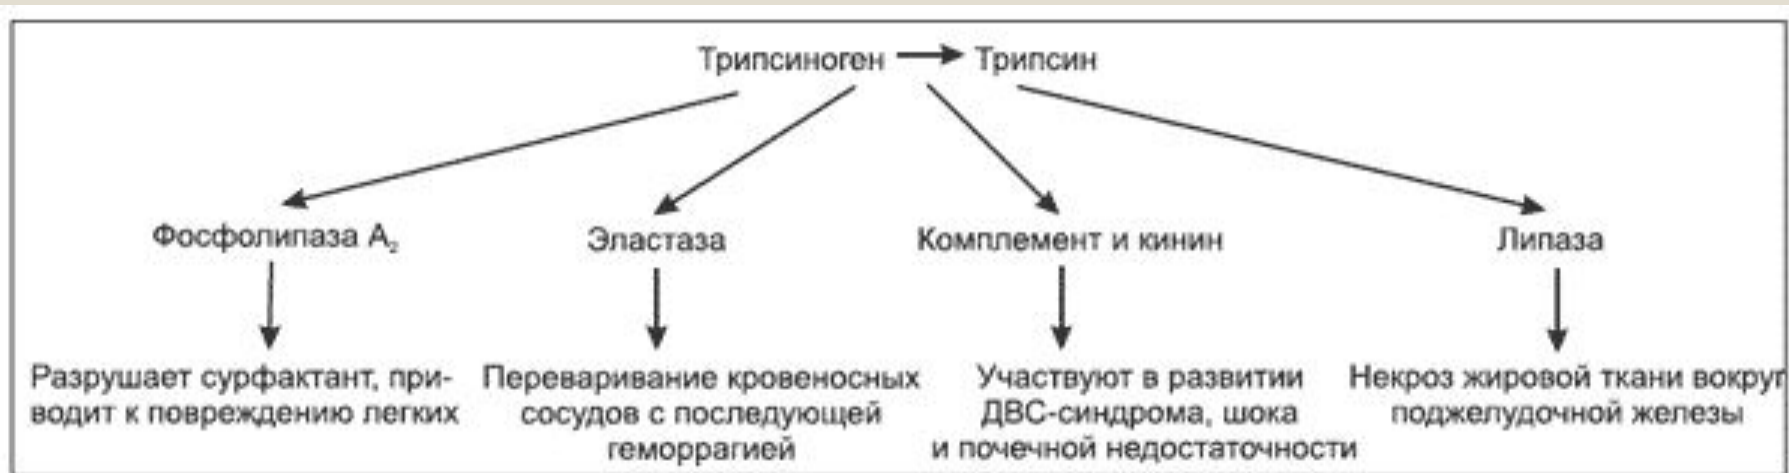 Трипсиноген → Трипсин
Фосфолипаза А₂
Эластаза
Комплемент и кинин
Липаза
Разрушает сурфактант, при-
водит к повреждению легких
Переваривание кровеносных
сосудов с последующей
геморрагией
Участвуют в развитии
ДВС-синдрома, шока
и почечной недостаточности
Некроз жировой ткани вокруг
поджелудочной железы